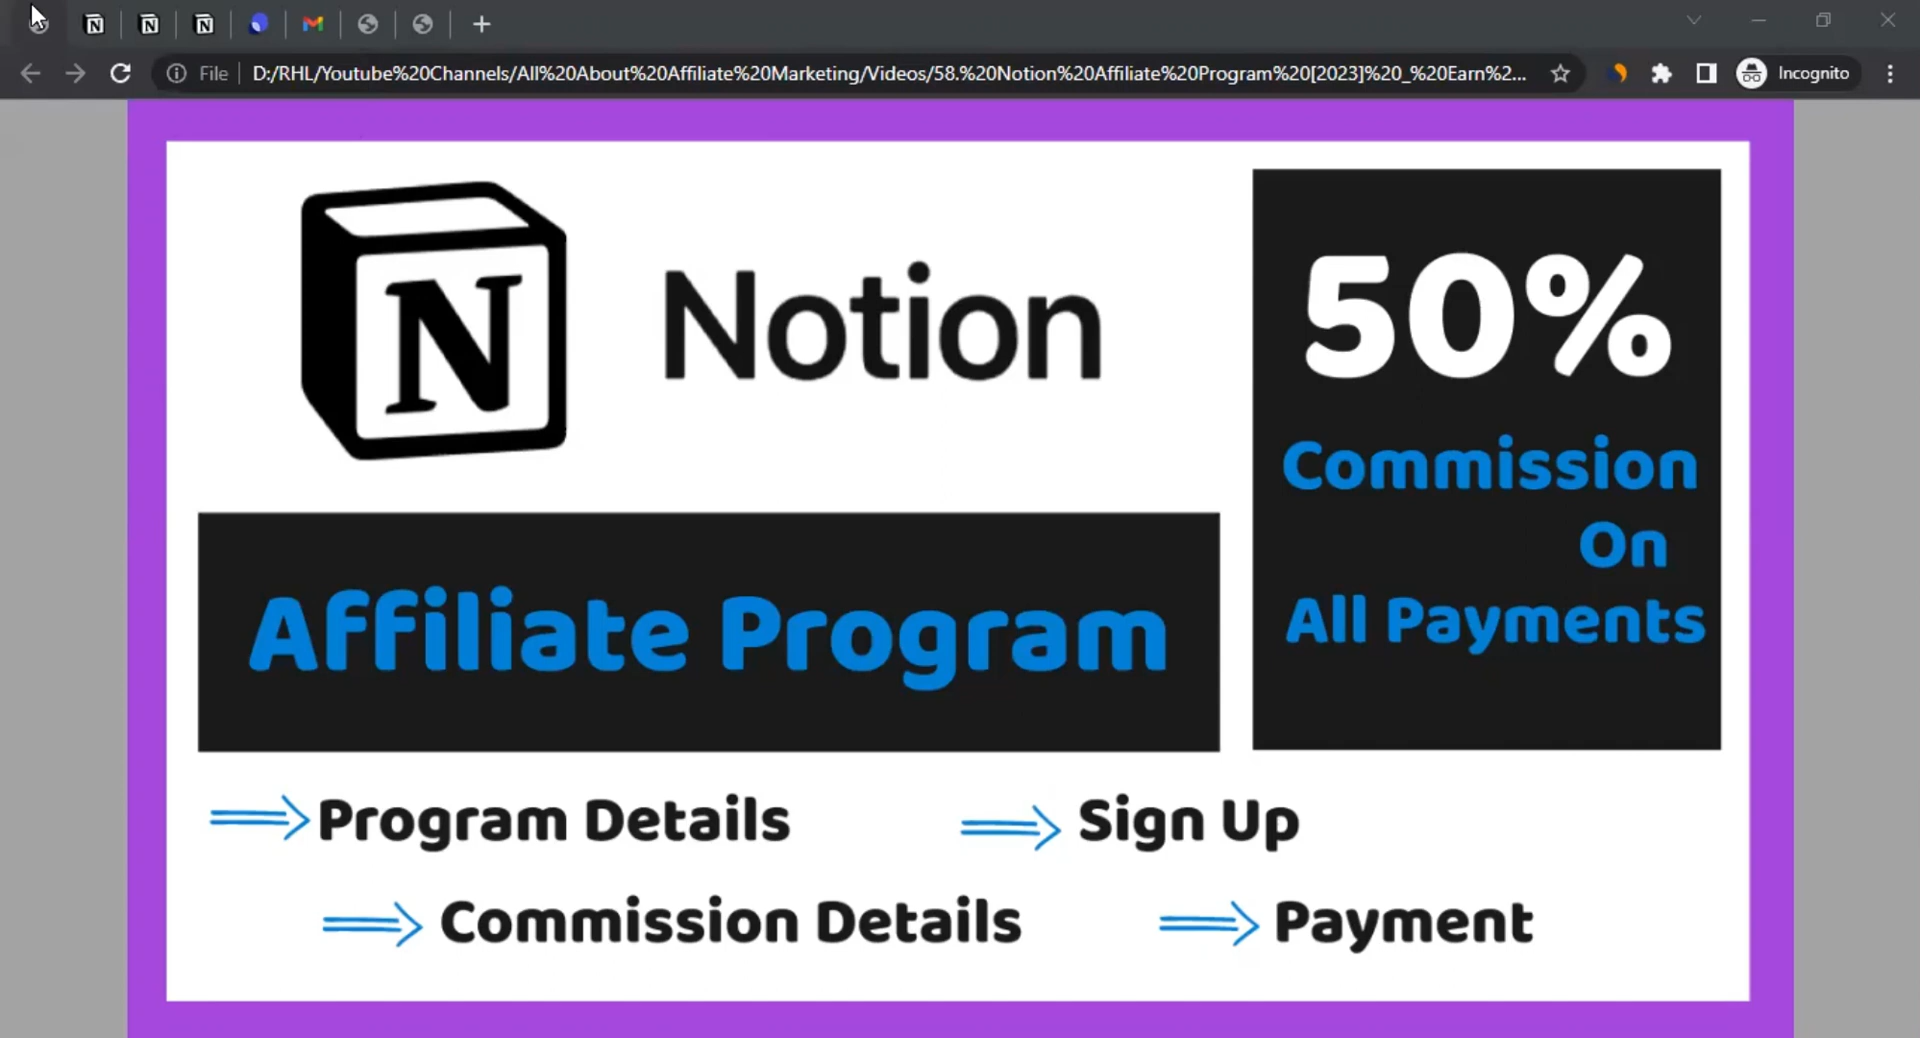 File
D:/RHL/Youtube%20Channels/All%20About%20Affiliate%20Marketing/Videos/58.%20Notion%20Affiliate%20Program%20[2023]%20_%20Earn%2...
Incognito
N
Notion
50%
Commission
On
All Payments
Affiliate Program
Program Details
Sign Up
Commission Details
Payment